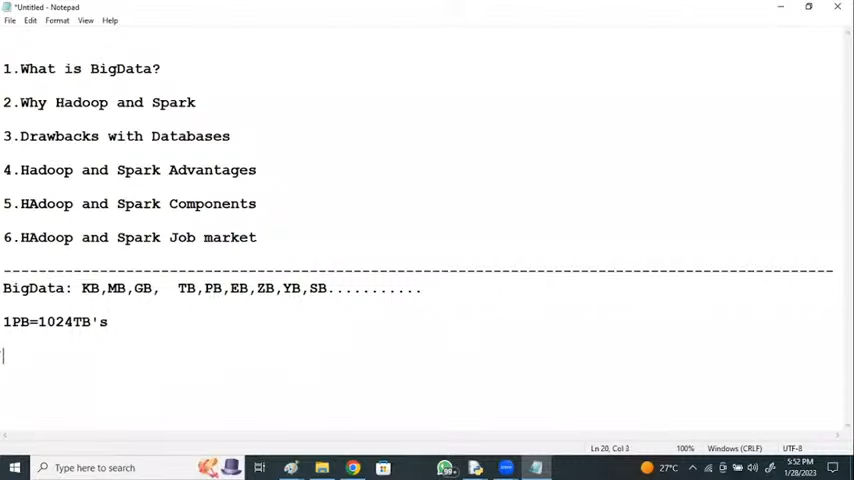 *Untitled - Notepad
File Edit Format View Help
1.What is BigData?
2.Why Hadoop and Spark
3.Drawbacks with Databases
4.Hadoop and Spark Advantages
5.HAdoop and Spark Components
6.HAdoop and Spark Job market
-----------------------------------------------------------------------------------------------
BigData: KB,MB,GB,  TB,PB,EB,ZB,YB,SB...........
1PB=1024TB's
Ln 20, Col 3 100% Windows (CRLF) UTF-8
Type here to search 99+ 27°C 5:52 PM
1/28/2023